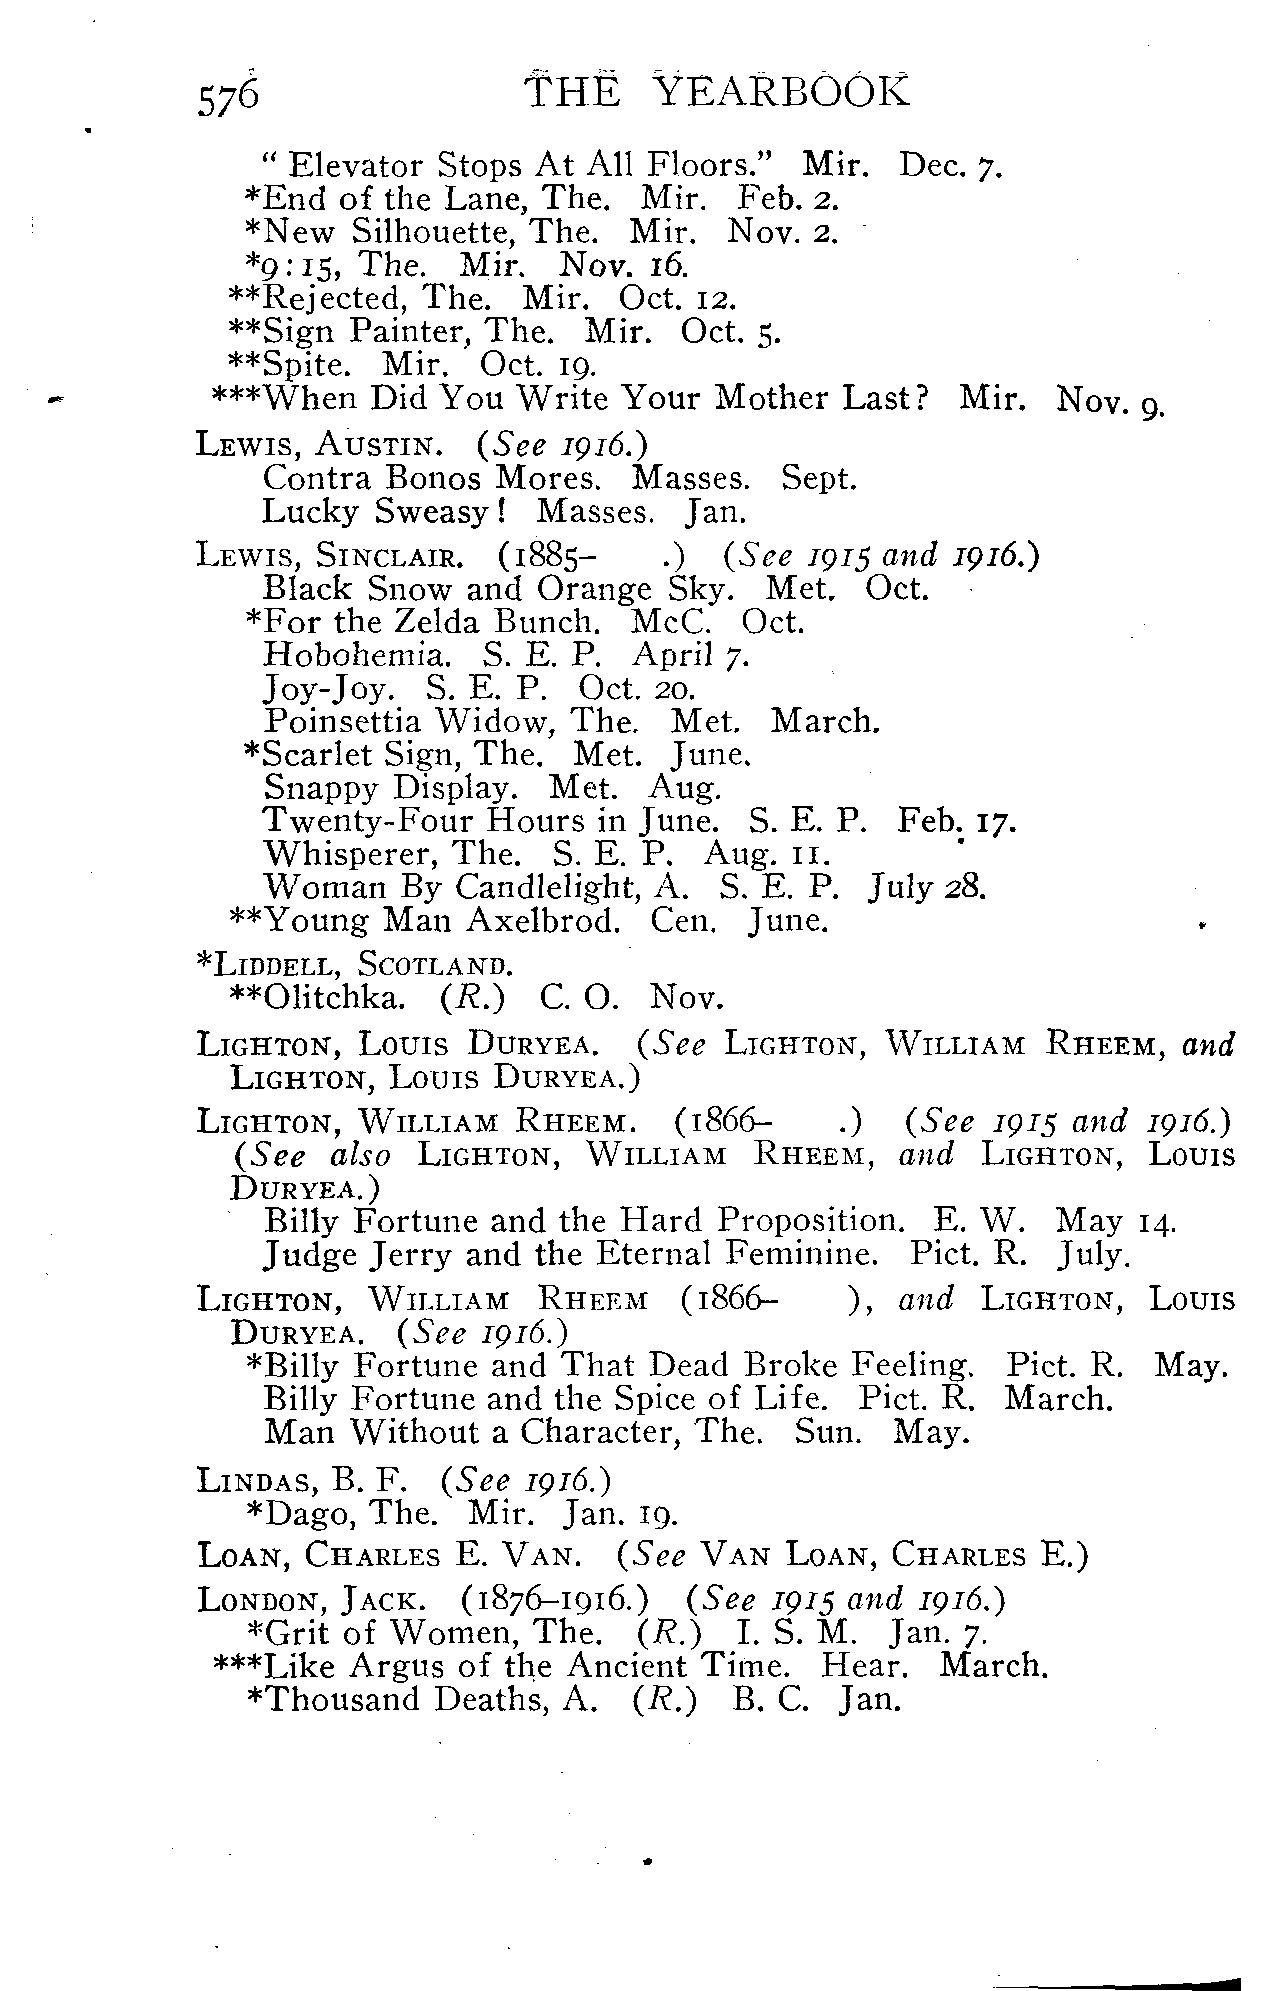 576 THE YEARBOOK
" Elevator Stops At All Floors." Mir. Dec. 7.
*End of the Lane, The. Mir. Feb. 2.
*New Silhouette, The. Mir. Nov. 2.
*9:15, The. Mir. Nov. 16.
**Rejected, The. Mir. Oct. 12.
**Sign Painter, The. Mir. Oct. 5.
**Spite. Mir. Oct. 19.
***When Did You Write Your Mother Last? Mir. Nov. 9.
LEWIS, AUSTIN. (See 1916.)
Contra Bonos Mores. Masses. Sept.
Lucky Sweasy! Masses. Jan.
LEWIS, SINCLAIR. (1885- .) (See 1915 and 1916.)
Black Snow and Orange Sky. Met. Oct.
*For the Zelda Bunch. McC. Oct.
Hobohemia. S. E. P. April 7.
Joy-Joy. S. E. P. Oct. 20.
Poinsettia Widow, The. Met. March.
*Scarlet Sign, The. Met. June.
Snappy Display. Met. Aug.
Twenty-Four Hours in June. S. E. P. Feb. 17.
Whisperer, The. S. E. P. Aug. 11.
Woman By Candlelight, A. S. E. P. July 28.
**Young Man Axelbrod. Cen. June.
*LIDDELL, SCOTLAND.
**Olitchka. (R.) C. O. Nov.
LIGHTON, LOUIS DURYEA. (See LIGHTON, WILLIAM RHEEM, and
LIGHTON, LOUIS DURYEA.)
LIGHTON, WILLIAM RHEEM. (1866- .) (See 1915 and 1916.)
(See also LIGHTON, WILLIAM RHEEM, and LIGHTON, LOUIS
DURYEA.)
Billy Fortune and the Hard Proposition. E. W. May 14.
Judge Jerry and the Eternal Feminine. Pict. R. July.
LIGHTON, WILLIAM RHEEM (1866- ), and LIGHTON, LOUIS
DURYEA. (See 1916.)
*Billy Fortune and That Dead Broke Feeling. Pict. R. May.
Billy Fortune and the Spice of Life. Pict. R. March.
Man Without a Character, The. Sun. May.
LINDAS, B. F. (See 1916.)
*Dago, The. Mir. Jan. 19.
LOAN, CHARLES E. VAN. (See VAN LOAN, CHARLES E.)
LONDON, JACK. (1876-1916.) (See 1915 and 1916.)
*Grit of Women, The. (R.) I. S. M. Jan. 7.
***Like Argus of the Ancient Time. Hear. March.
*Thousand Deaths, A. (R.) B. C. Jan.